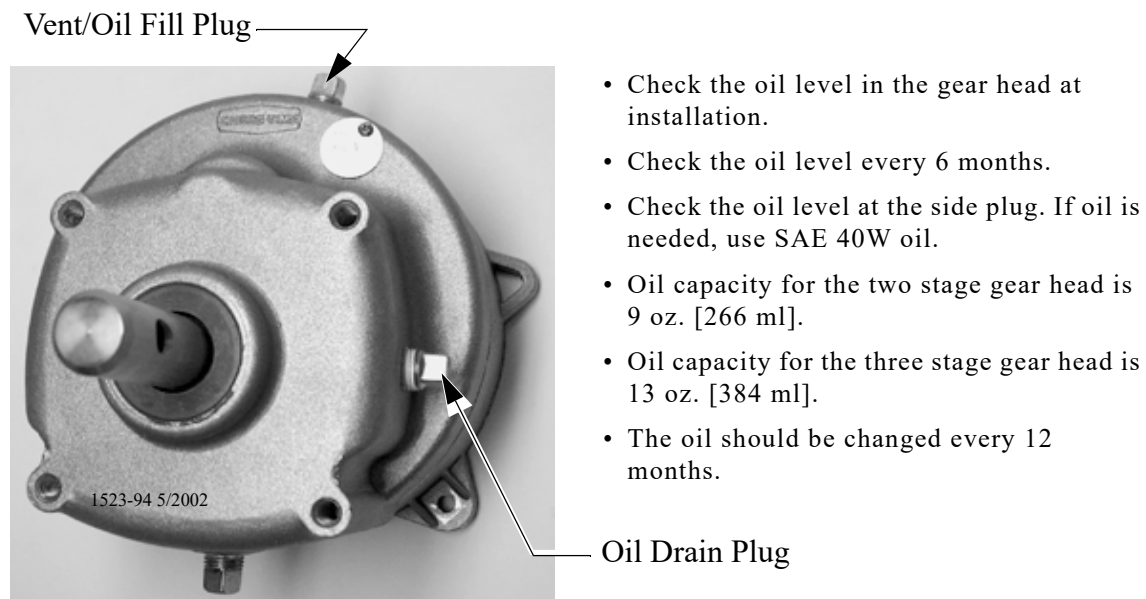 Vent/Oil Fill Plug
• Check the oil level in the gear head at
installation.
• Check the oil level every 6 months.
• Check the oil level at the side plug. If oil is
needed, use SAE 40W oil.
• Oil capacity for the two stage gear head is
9 oz. [266 ml].
• Oil capacity for the three stage gear head is
13 oz. [384 ml].
• The oil should be changed every 12
months.
1523-94 5/2002
Oil Drain Plug